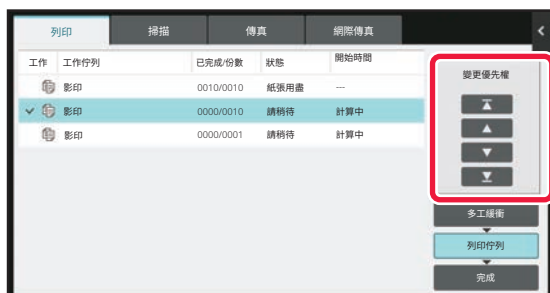 列印 掃描 傳真 網際傳真
工作 工作佇列 已完成/份數 狀態 開始時間
影印 0010/0010 紙張用盡 ---
影印 0000/0010 請稍待 計算中
影印 0000/0001 請稍待 計算中
變更優先權
多工緩衝
列印佇列
完成